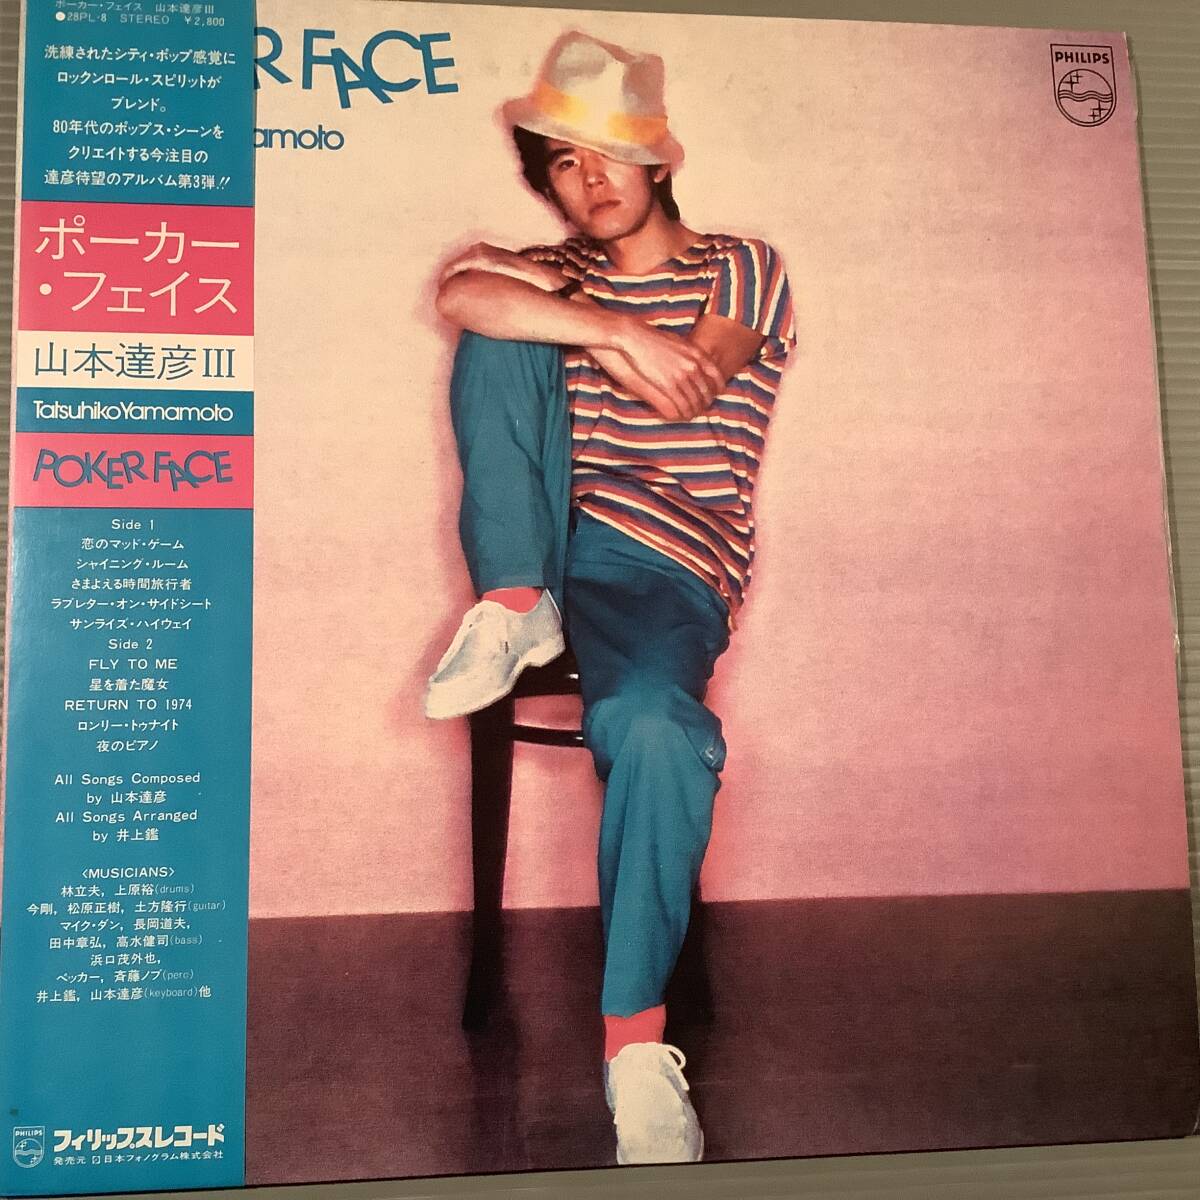 ポーカー・フェイス 山本達彦III
●28PL-8 STEREO ￥2,800
洗練されたシティ・ポップ感覚に
ロックンロール・スピリットが
ブレンド。
80年代のポップス・シーンを
クリエイトする今注目の
達彦待望のアルバム第3弾!!
ポーカー
・フェイス
山本達彦III
TatsuhikoYamamoto
POKER FACE
Side 1
恋のマッド・ゲーム
シャイニング・ルーム
さまよえる時間旅行者
ラブレター・オン・サイドシート
サンライズ・ハイウェイ
Side 2
FLY TO ME
星を着た魔女
RETURN TO 1974
ロンリー・トゥナイト
夜のピアノ
All Songs Composed
by 山本達彦
All Songs Arranged
by 井上鑑
〈MUSICIANS〉
林立夫，上原裕(drums)
今剛，松原正樹，土方隆行(guitar)
マイク・ダン，長岡道夫，
田中章弘，高水健司(bass)
浜口茂外也，
ペッカー，斉藤ノブ(perc)
井上鑑，山本達彦(keyboard)他
PHILIPS
フィリップスレコード
発売元 日本フォノグラム株式会社
R FACE
amoto
PHILIPS